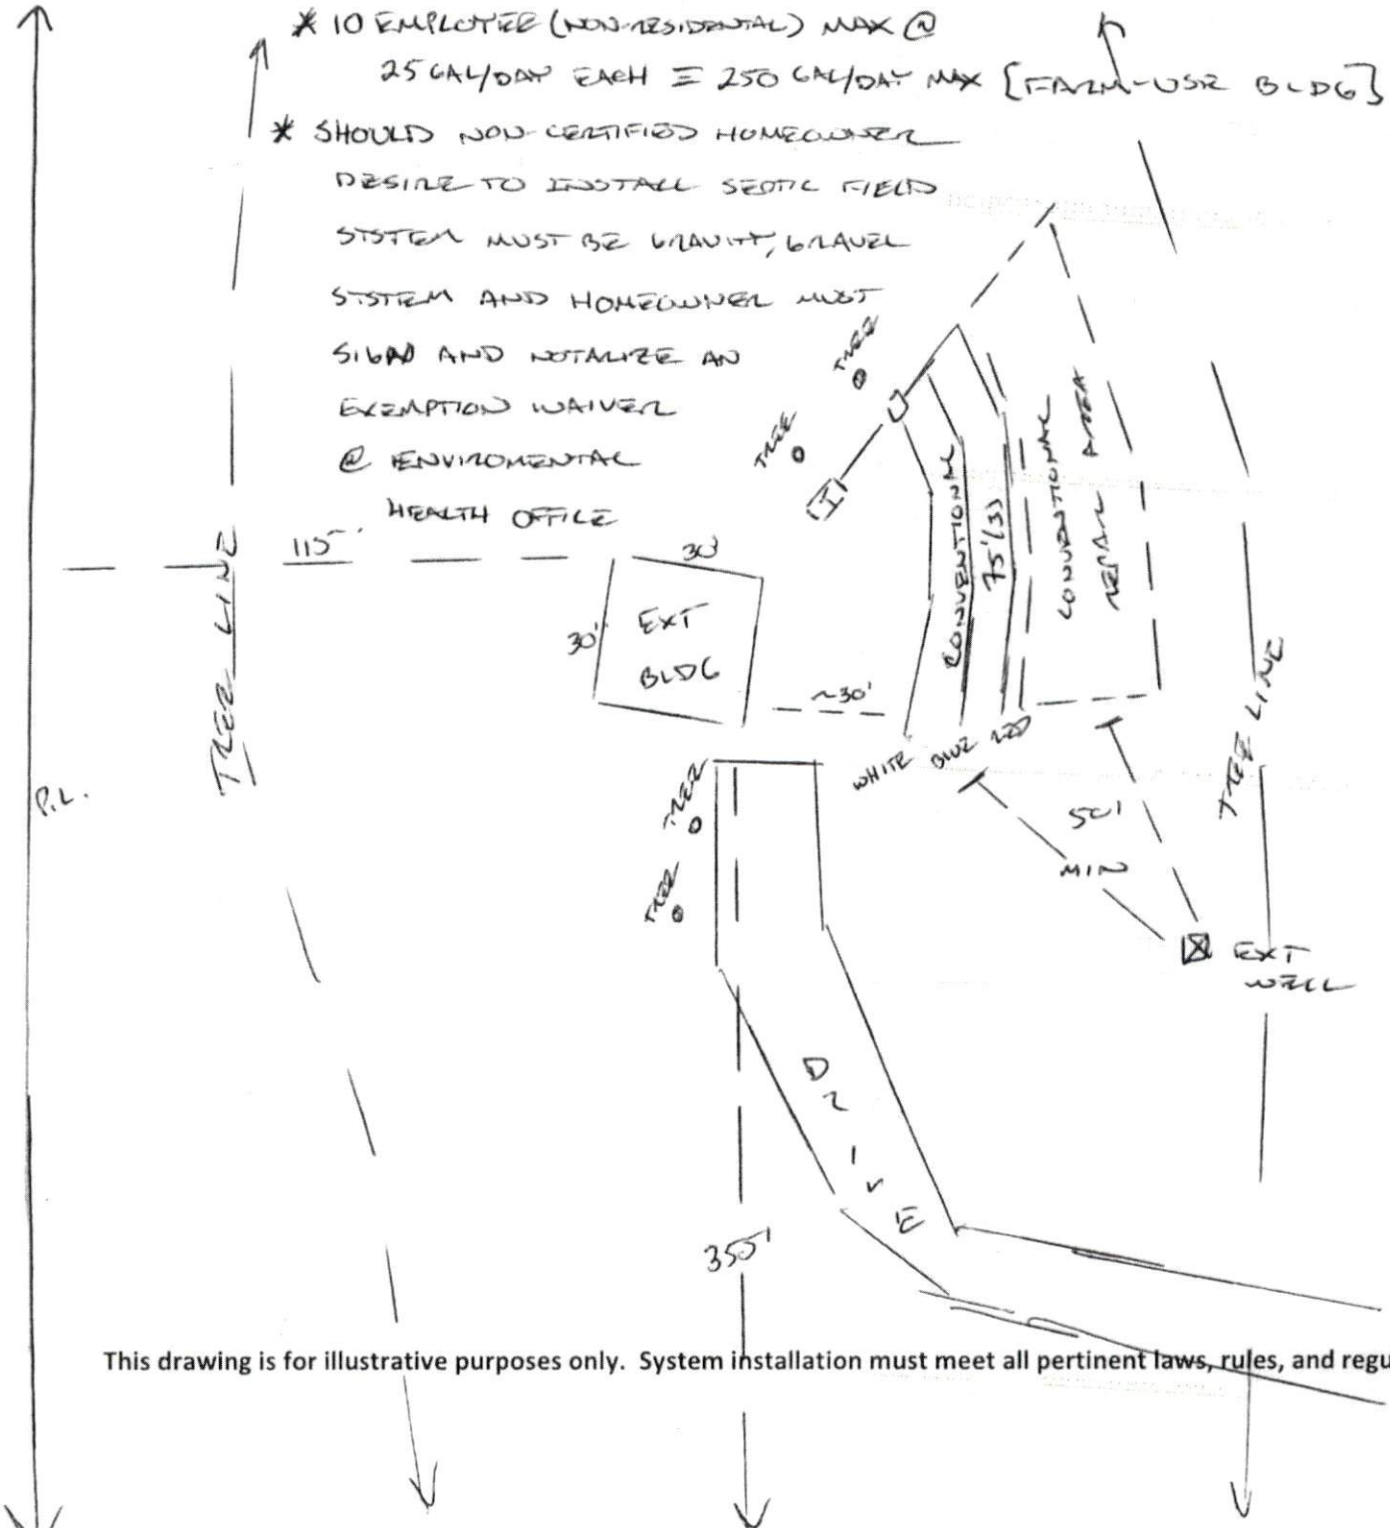 * 10 EMPLOYEE (NON-RESIDENTAL) MAX @
25 GAL/DAY EACH = 250 GAL/DAY MAX [FARM-USE BLDG]
* SHOULD NON-CERTIFIED HOMEOWNER
DESIRE TO INSTALL SEPTIC FIELD
SYSTEM MUST BE GRAVITY, GRAVEL
SYSTEM AND HOMEOWNER MUST
SIGN AND NOTARIZE AN
EXEMPTION WAIVER
@ ENVIROMENTAL
HEALTH OFFICE
TREE
TREE
115'
30'
30'
EXT
BLDG
~30'
CONVENTIONAL
75'(3)
CONVENTIONAL
REPAIR AREA
TREE LINE
TREE LINE
P.L.
WHITE BLUE RED
TREE
TREE
50'
MIN
EXT
WELL
DRIVE
355'
This drawing is for illustrative purposes only. System installation must meet all pertinent laws, rules, and regu